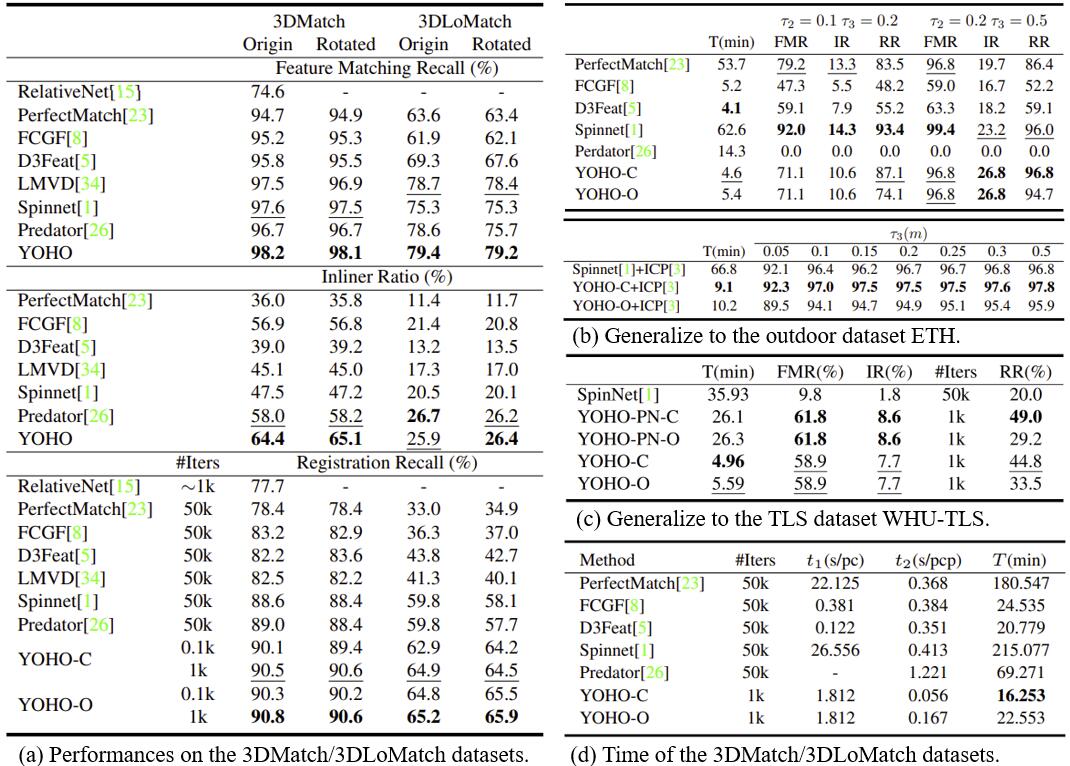 3DMatch 3DLoMatch
Origin Rotated Origin Rotated
Feature Matching Recall (%)
RelativeNet[15] 74.6 - - -
PerfectMatch[23] 94.7 94.9 63.6 63.4
FCGF[8] 95.2 95.3 61.9 62.1
D3Feat[5] 95.8 95.5 69.3 67.6
LMVD[34] 97.5 96.9 78.7 78.4
Spinnet[1] 97.6 97.5 75.3 75.3
Predator[26] 96.7 96.7 78.6 75.7
YOHO 98.2 98.1 79.4 79.2
Inliner Ratio (%)
PerfectMatch[23] 36.0 35.8 11.4 11.7
FCGF[8] 56.9 56.8 21.4 20.8
D3Feat[5] 39.0 39.2 13.2 13.5
LMVD[34] 45.1 45.0 17.3 17.0
Spinnet[1] 47.5 47.2 20.5 20.1
Predator[26] 58.0 58.2 26.7 26.2
YOHO 64.4 65.1 25.9 26.4
#Iters Registration Recall (%)
RelativeNet[15] ~1k 77.7 - - -
PerfectMatch[23] 50k 78.4 78.4 33.0 34.9
FCGF[8] 50k 83.2 82.9 36.3 37.0
D3Feat[5] 50k 82.2 83.6 43.8 42.7
LMVD[34] 50k 82.5 82.2 41.3 40.1
Spinnet[1] 50k 88.6 88.4 59.8 58.1
Predator[26] 50k 89.0 88.4 59.8 57.7
YOHO-C 0.1k 90.1 89.4 62.9 64.2
1k 90.5 90.6 64.9 64.5
YOHO-O 0.1k 90.3 90.2 64.8 65.5
1k 90.8 90.6 65.2 65.9
(a) Performances on the 3DMatch/3DLoMatch datasets.
τ2 = 0.1 τ3 = 0.2 τ2 = 0.2 τ3 = 0.5
T(min) FMR IR RR FMR IR RR
PerfectMatch[23] 53.7 79.2 13.3 83.5 96.8 19.7 86.4
FCGF[8] 5.2 47.3 5.5 48.2 59.0 16.7 52.2
D3Feat[5] 4.1 59.1 7.9 55.2 63.3 18.2 59.1
Spinnet[1] 62.6 92.0 14.3 93.4 99.4 23.2 96.0
Perdator[26] 14.3 0.0 0.0 0.0 0.0 0.0 0.0
YOHO-C 4.6 71.1 10.6 87.1 96.8 26.8 96.8
YOHO-O 5.4 71.1 10.6 74.1 96.8 26.8 94.7
τ3(m)
T(min) 0.05 0.1 0.15 0.2 0.25 0.3 0.5
Spinnet[1]+ICP[3] 66.8 92.1 96.4 96.2 96.7 96.7 96.8 96.8
YOHO-C+ICP[3] 9.1 92.3 97.0 97.5 97.5 97.5 97.6 97.8
YOHO-O+ICP[3] 10.2 89.5 94.1 94.7 94.9 95.1 95.4 95.9
(b) Generalize to the outdoor dataset ETH.
T(min) FMR(%) IR(%) #Iters RR(%)
SpinNet[1] 35.93 9.8 1.8 50k 20.0
YOHO-PN-C 26.1 61.8 8.6 1k 49.0
YOHO-PN-O 26.3 61.8 8.6 1k 29.2
YOHO-C 4.96 58.9 7.7 1k 44.8
YOHO-O 5.59 58.9 7.7 1k 33.5
(c) Generalize to the TLS dataset WHU-TLS.
Method #Iters t1(s/pc) t2(s/pcp) T(min)
PerfectMatch[23] 50k 22.125 0.368 180.547
FCGF[8] 50k 0.381 0.384 24.535
D3Feat[5] 50k 0.122 0.351 20.779
Spinnet[1] 50k 26.556 0.413 215.077
Predator[26] 50k - 1.221 69.271
YOHO-C 1k 1.812 0.056 16.253
YOHO-O 1k 1.812 0.167 22.553
(d) Time of the 3DMatch/3DLoMatch datasets.